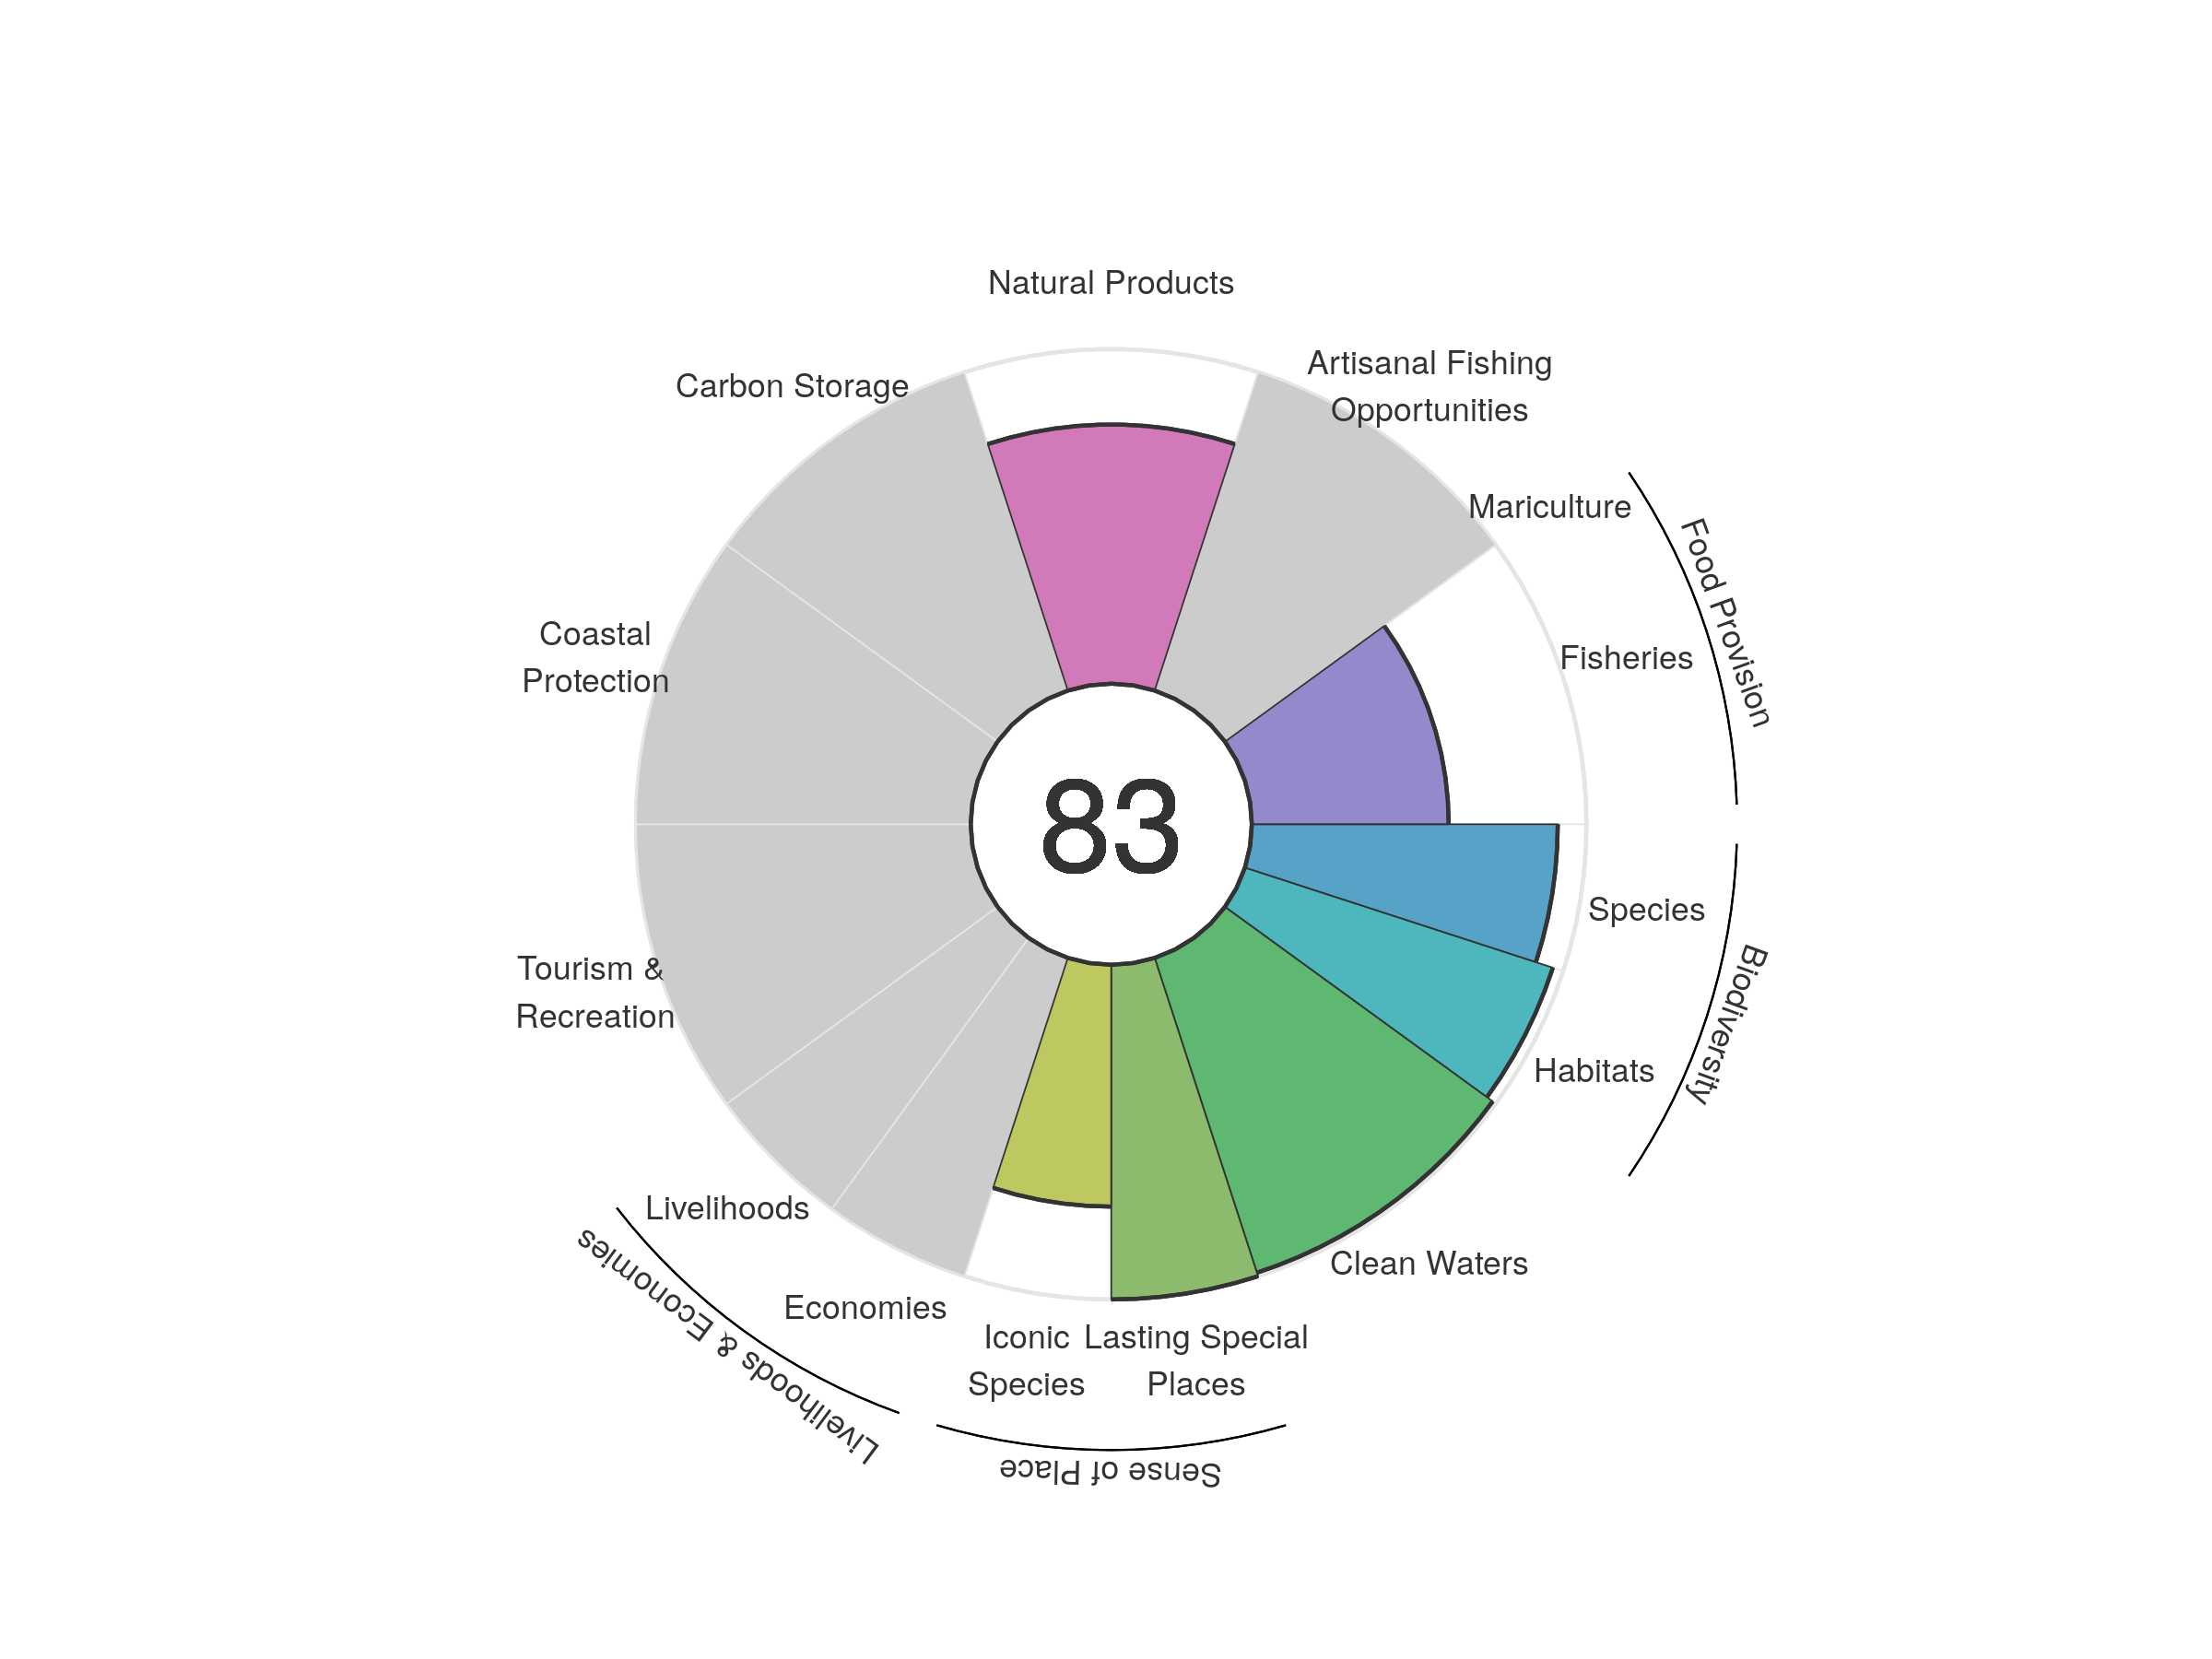 Natural Products
Artisanal Fishing
Opportunities
Carbon Storage
Mariculture
Food Provision
Fisheries
Coastal
Protection
83
Species
Biodiversity
Tourism &
Recreation
Habitats
Livelihoods
Clean Waters
Livelihoods & Economies
Economies
Iconic
Species
Lasting Special
Places
Sense of Place